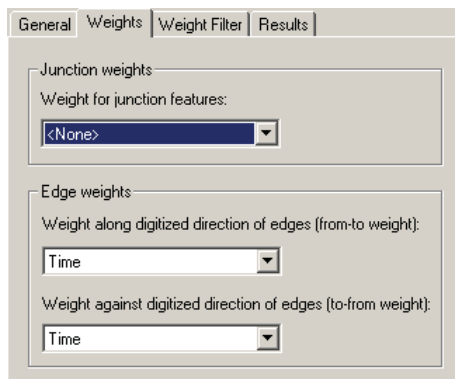 General Weights Weight Filter Results
Junction weights
Weight for junction features:
<None>
Edge weights
Weight along digitized direction of edges (from-to weight):
Time
Weight against digitized direction of edges (to-from weight):
Time